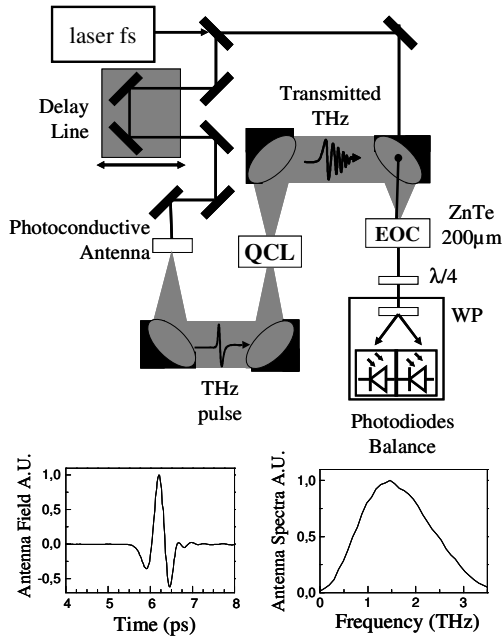 laser fs
Delay
Line
Transmitted
THz
Photoconductive
Antenna
QCL
EOC
ZnTe
200µm
λ/4
WP
THz
pulse
Photodiodes
Balance
Antenna Field A.U.
1,0
0,5
0,0
-0,5
4
5
6
7
8
Time (ps)
Antenna Spectra A.U.
1,0
0,5
0,0
0
1
2
3
Frequency (THz)